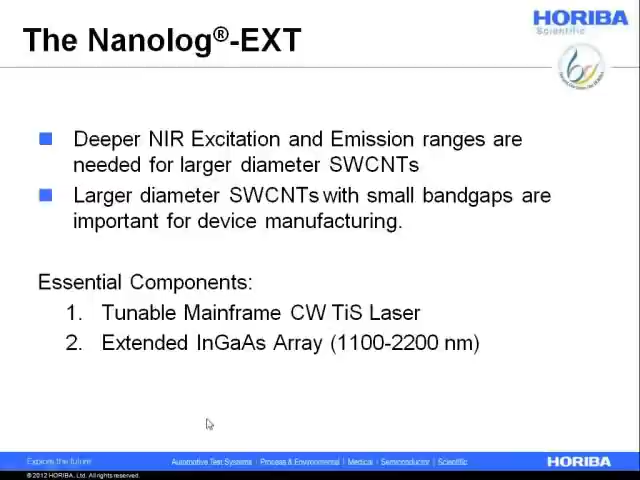 The Nanolog®-EXT
HORIBA
Scientific
Deeper NIR Excitation and Emission ranges are
needed for larger diameter SWCNTs
Larger diameter SWCNTs with small bandgaps are
important for device manufacturing.
Essential Components:
1. Tunable Mainframe CW TiS Laser
2. Extended InGaAs Array (1100-2200 nm)
Explore the future
Automotive Test Systems | Process & Environmental | Medical | Semiconductor | Scientific
HORIBA
© 2012 HORIBA, Ltd. All rights reserved.